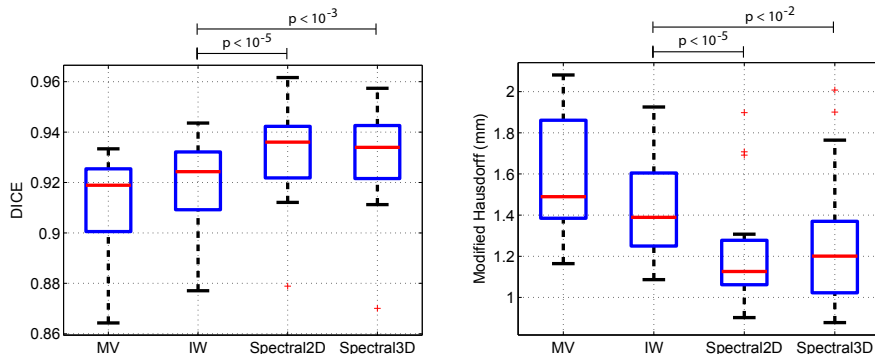 p < 10-3
p < 10-5
DICE
0.96
0.94
0.92
0.9
0.88
0.86
MV IW Spectral2D Spectral3D
p < 10-2
p < 10-5
Modified Hausdorff (mm)
2
1.8
1.6
1.4
1.2
1
MV IW Spectral2D Spectral3D